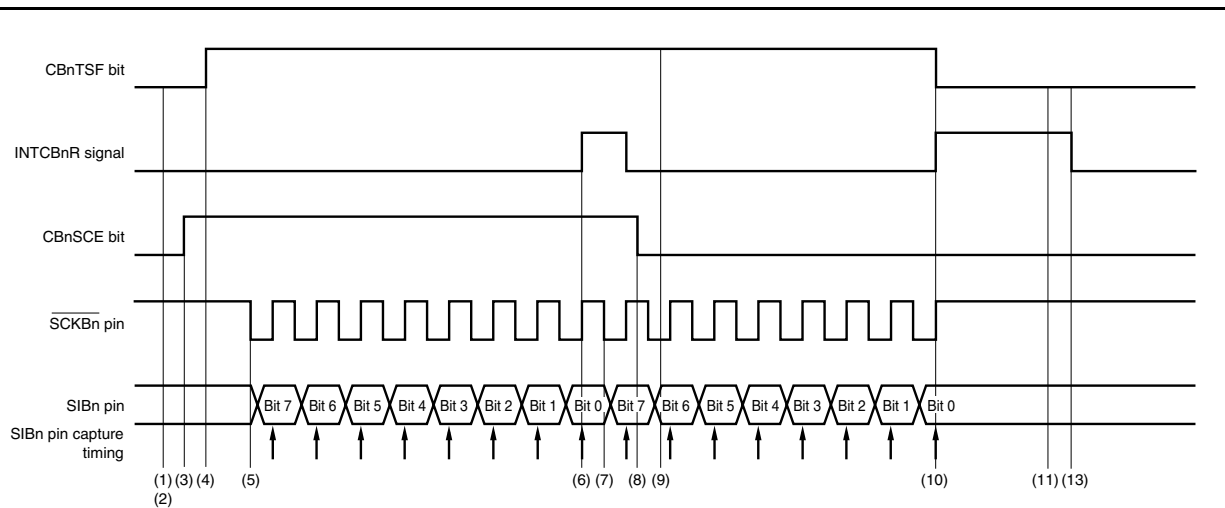 CBnTSF bit
INTCBnR signal
CBnSCE bit
SCKBn pin
SIBn pin
Bit 7 Bit 6 Bit 5 Bit 4 Bit 3 Bit 2 Bit 1 Bit 0 Bit 7 Bit 6 Bit 5 Bit 4 Bit 3 Bit 2 Bit 1 Bit 0
SIBn pin capture
timing
(1) (3) (4) (5) (6) (7) (8) (9) (10) (11) (13)
(2)